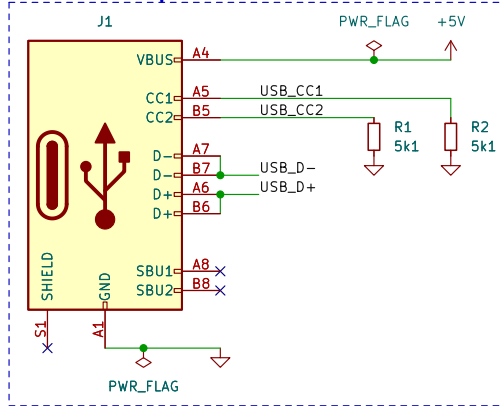 J1
PWR_FLAG
+5V
VBUS
A4
CC1
A5
USB_CC1
CC2
B5
USB_CC2
R1
5k1
R2
5k1
D-
A7
D-
B7
USB_D-
D+
A6
USB_D+
D+
B6
SBU1
A8
SBU2
B8
SHIELD
GND
S1
A1
PWR_FLAG